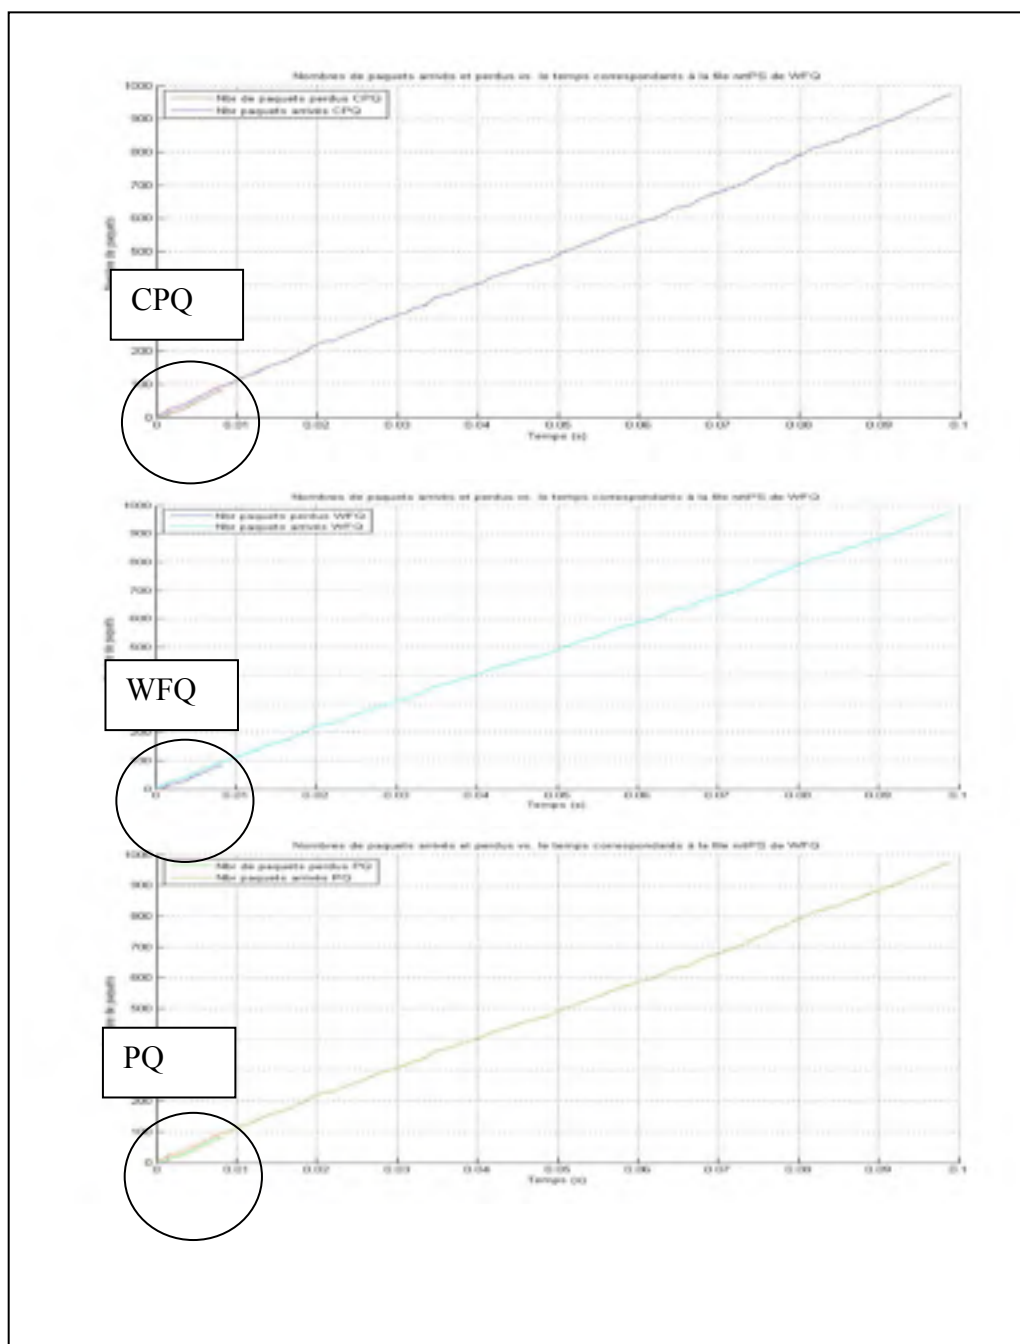 Nombres de paquets arrivés et perdus vs. le temps correspondants à la file nrtPS de WFQ
1000
Nbr de paquets perdus CPQ
Nbr paquets arrivés CPQ
900
800
700
600
500
CPQ
200
100
0
0 0.01 0.02 0.03 0.04 0.05 0.06 0.07 0.08 0.09 0.1
Temps (s)
Nombres de paquets arrivés et perdus vs. le temps correspondants à la file nrtPS de WFQ
1000
Nbr paquets perdus WFQ
Nbr paquets arrivés WFQ
900
800
700
600
500
WFQ
200
100
0
0 0.01 0.02 0.03 0.04 0.05 0.06 0.07 0.08 0.09 0.1
Temps (s)
Nombres de paquets arrivés et perdus vs. le temps correspondants à la file nrtPS de WFQ
1000
Nbr de paquets perdus PQ
Nbr paquets arrivés PQ
900
800
700
600
500
PQ
200
100
0
0 0.01 0.02 0.03 0.04 0.05 0.06 0.07 0.08 0.09 0.1
Temps (s)